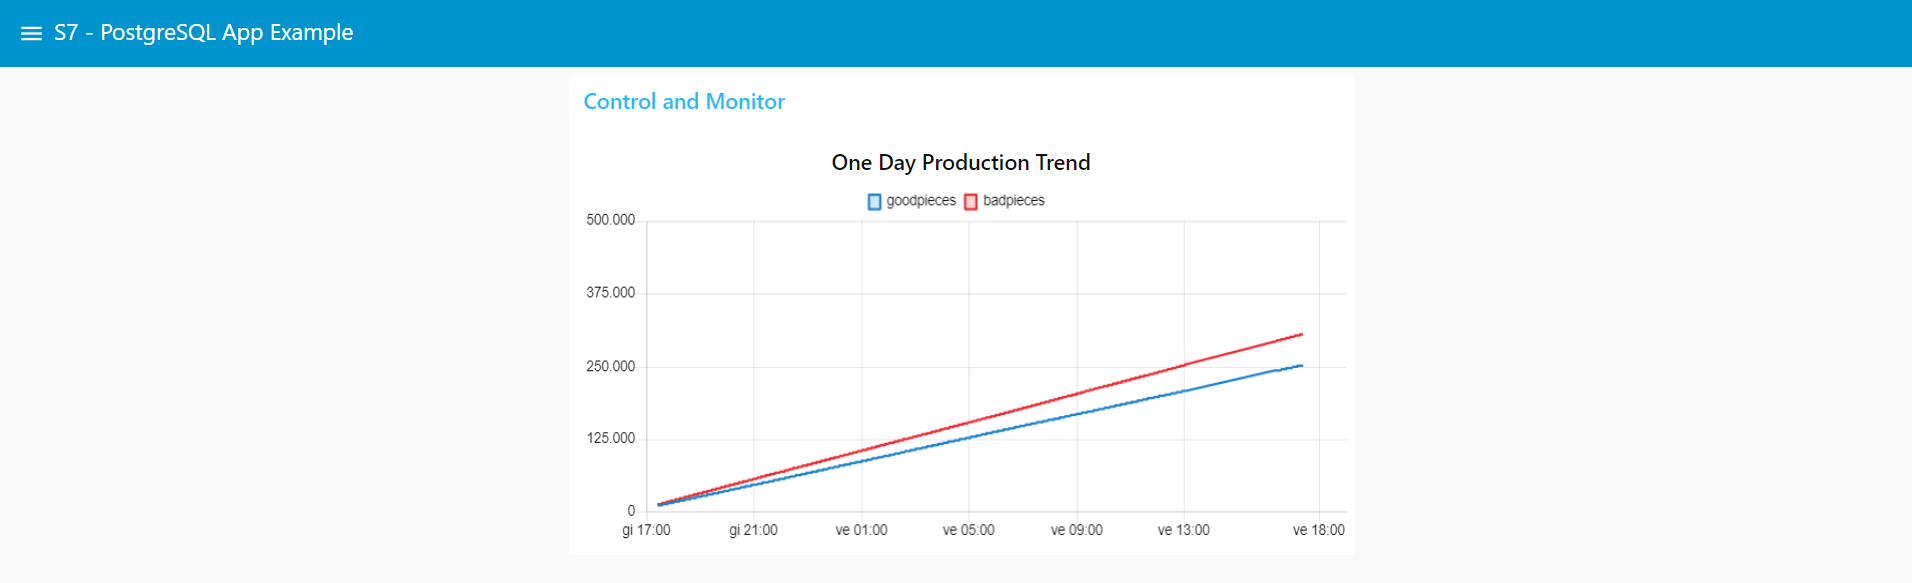 S7 - PostgreSQL App Example
Control and Monitor
One Day Production Trend
goodpieces badpieces
500.000
375.000
250.000
125.000
0
gi 17:00 gi 21:00 ve 01:00 ve 05:00 ve 09:00 ve 13:00 ve 18:00